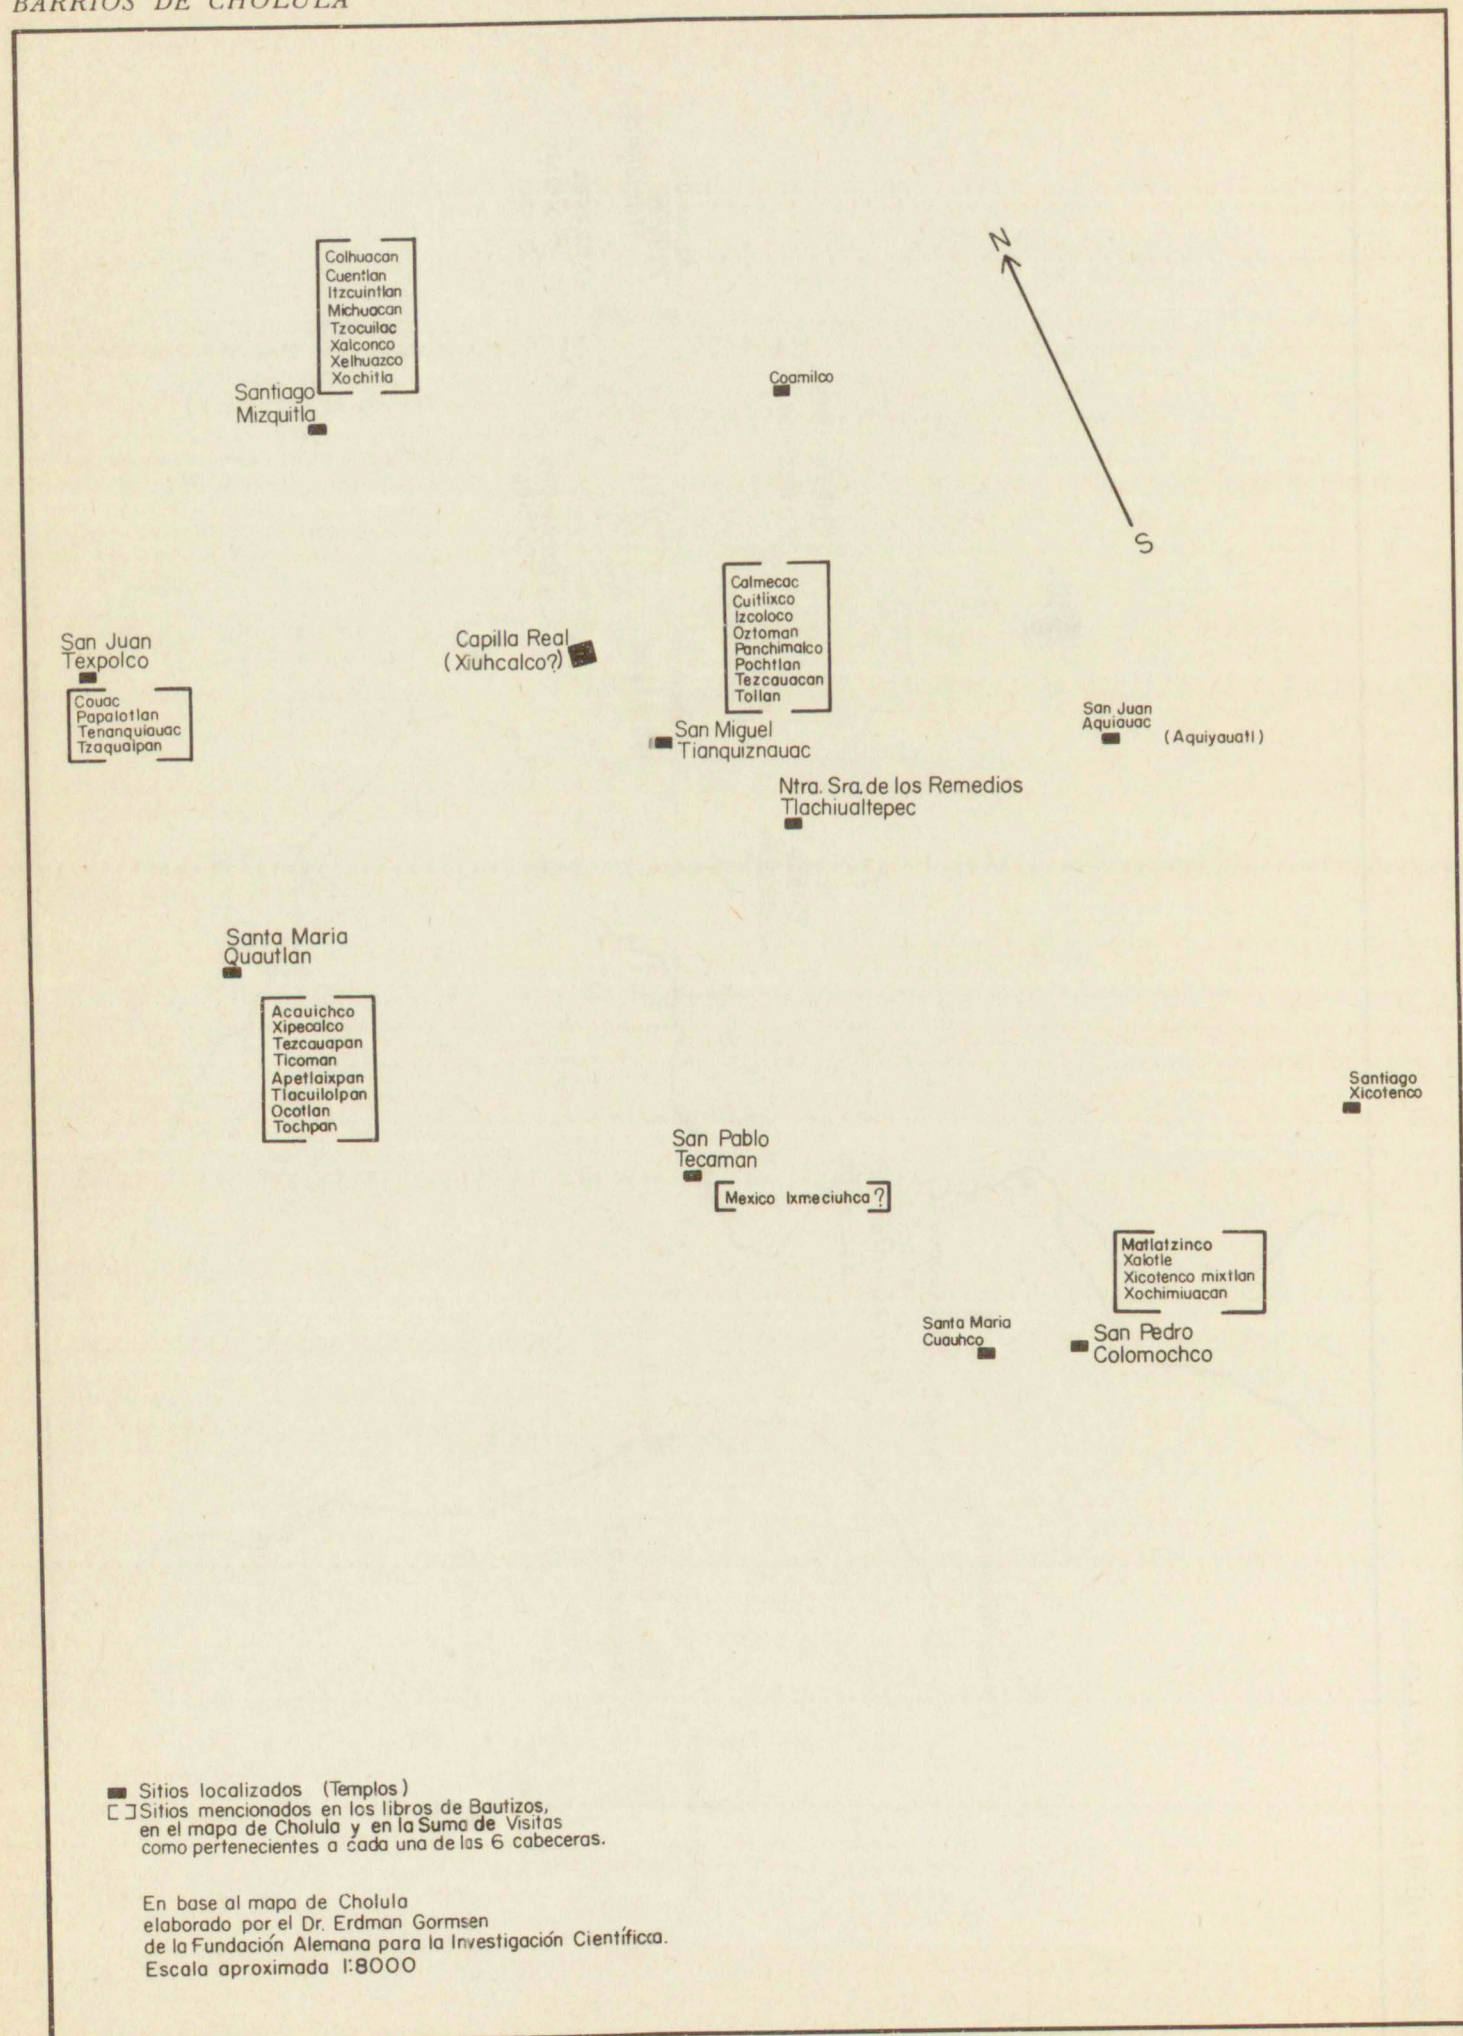 BARRIOS DE CHOLULA
N
Colhuacan
Cuentlan
Itzcuintlan
Michuacan
Tzocuilac
Xalconco
Xelhuazco
Xochitla
Santiago
Mizquitla
Coamilco
S
Calmecac
Cuitlixco
Izcoloco
Oztoman
Panchimalco
Pochtlan
Tezcauacan
Tollan
San Juan
Texpolco
Couac
Papalotlan
Tenanquiauac
Tzaqualpan
Capilla Real
(Xiuhcalco?)
San Miguel
Tianquiznauac
San Juan
Aquiauac
(Aquiyauatl)
Ntra. Sra. de los Remedios
Tlachiualtepec
Santa Maria
Quautlan
Acauichco
Xipecalco
Tezcauapan
Ticoman
Apetlaixpan
Tlacuilolpan
Ocotlan
Tochpan
Santiago
Xicotenco
San Pablo
Tecaman
Mexico Ixmeciuhca?
Matlatzinco
Xalotle
Xicotenco mixtlan
Xochimiuacan
Santa Maria
Cuauhco
San Pedro
Colomochco
Sitios localizados (Templos)
[ ] Sitios mencionados en los libros de Bautizos,
en el mapa de Cholula y en la Suma de Visitas
como pertenecientes a cada una de las 6 cabeceras.
En base al mapa de Cholula
elaborado por el Dr. Erdman Gormsen
de la Fundación Alemana para la Investigación Científicca.
Escala aproximada 1:8000